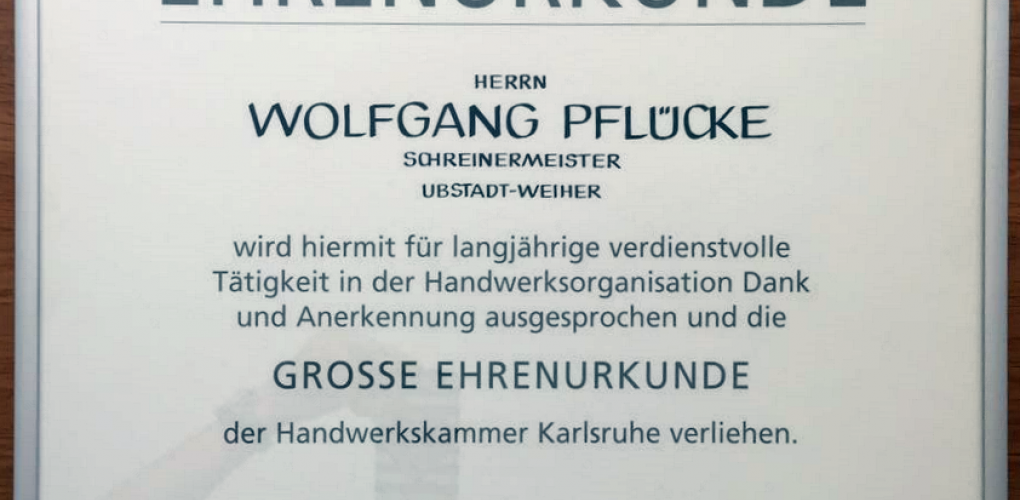 EHRENURKUNDE
HERRN
WOLFGANG PFLÜCKE
SCHREINERMEISTER
UBSTADT-WEIHER
wird hiermit für langjährige verdienstvolle
Tätigkeit in der Handwerksorganisation Dank
und Anerkennung ausgesprochen und die
GROSSE EHRENURKUNDE
der Handwerkskammer Karlsruhe verliehen.